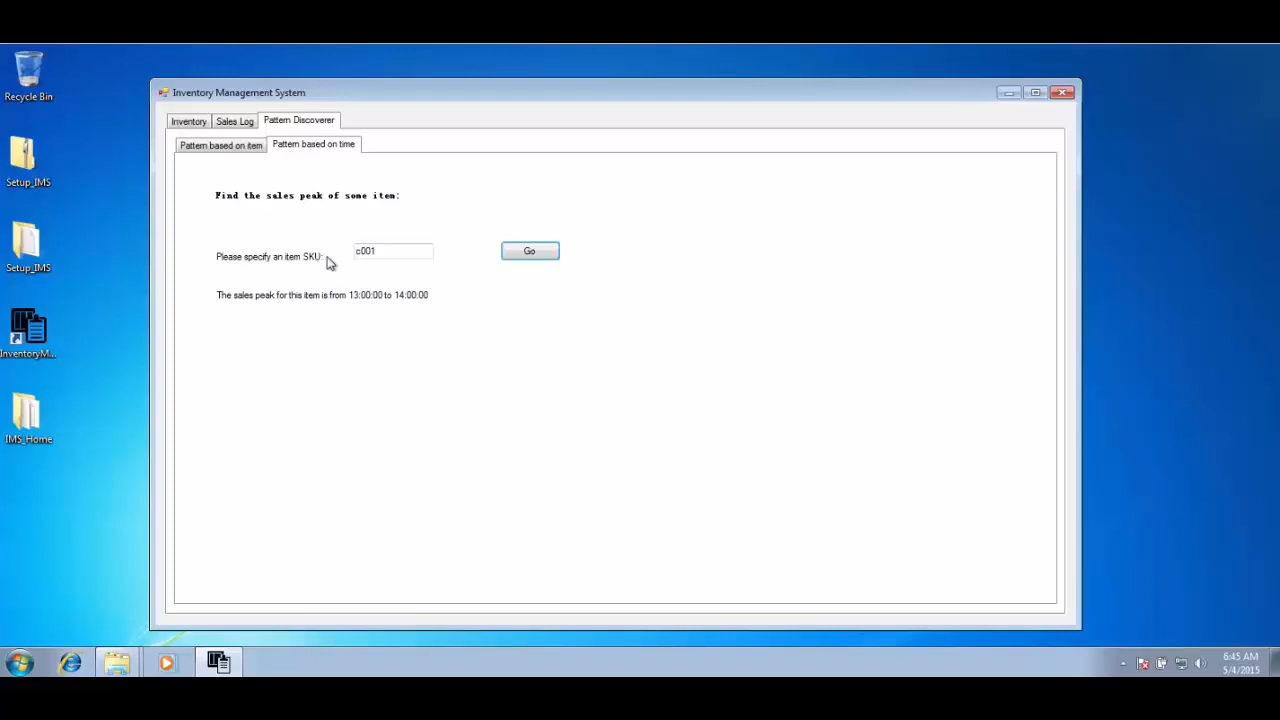 Recycle Bin
Setup_IMS
Setup_IMS
InventoryM...
IMS_Home
Inventory Management System
Inventory Sales Log Pattern Discoverer
Pattern based on item Pattern based on time
Find the sales peak of some item:
Please specify an item SKU: c001 Go
The sales peak for this item is from 13:00:00 to 14:00:00
6:45 AM
5/4/2015